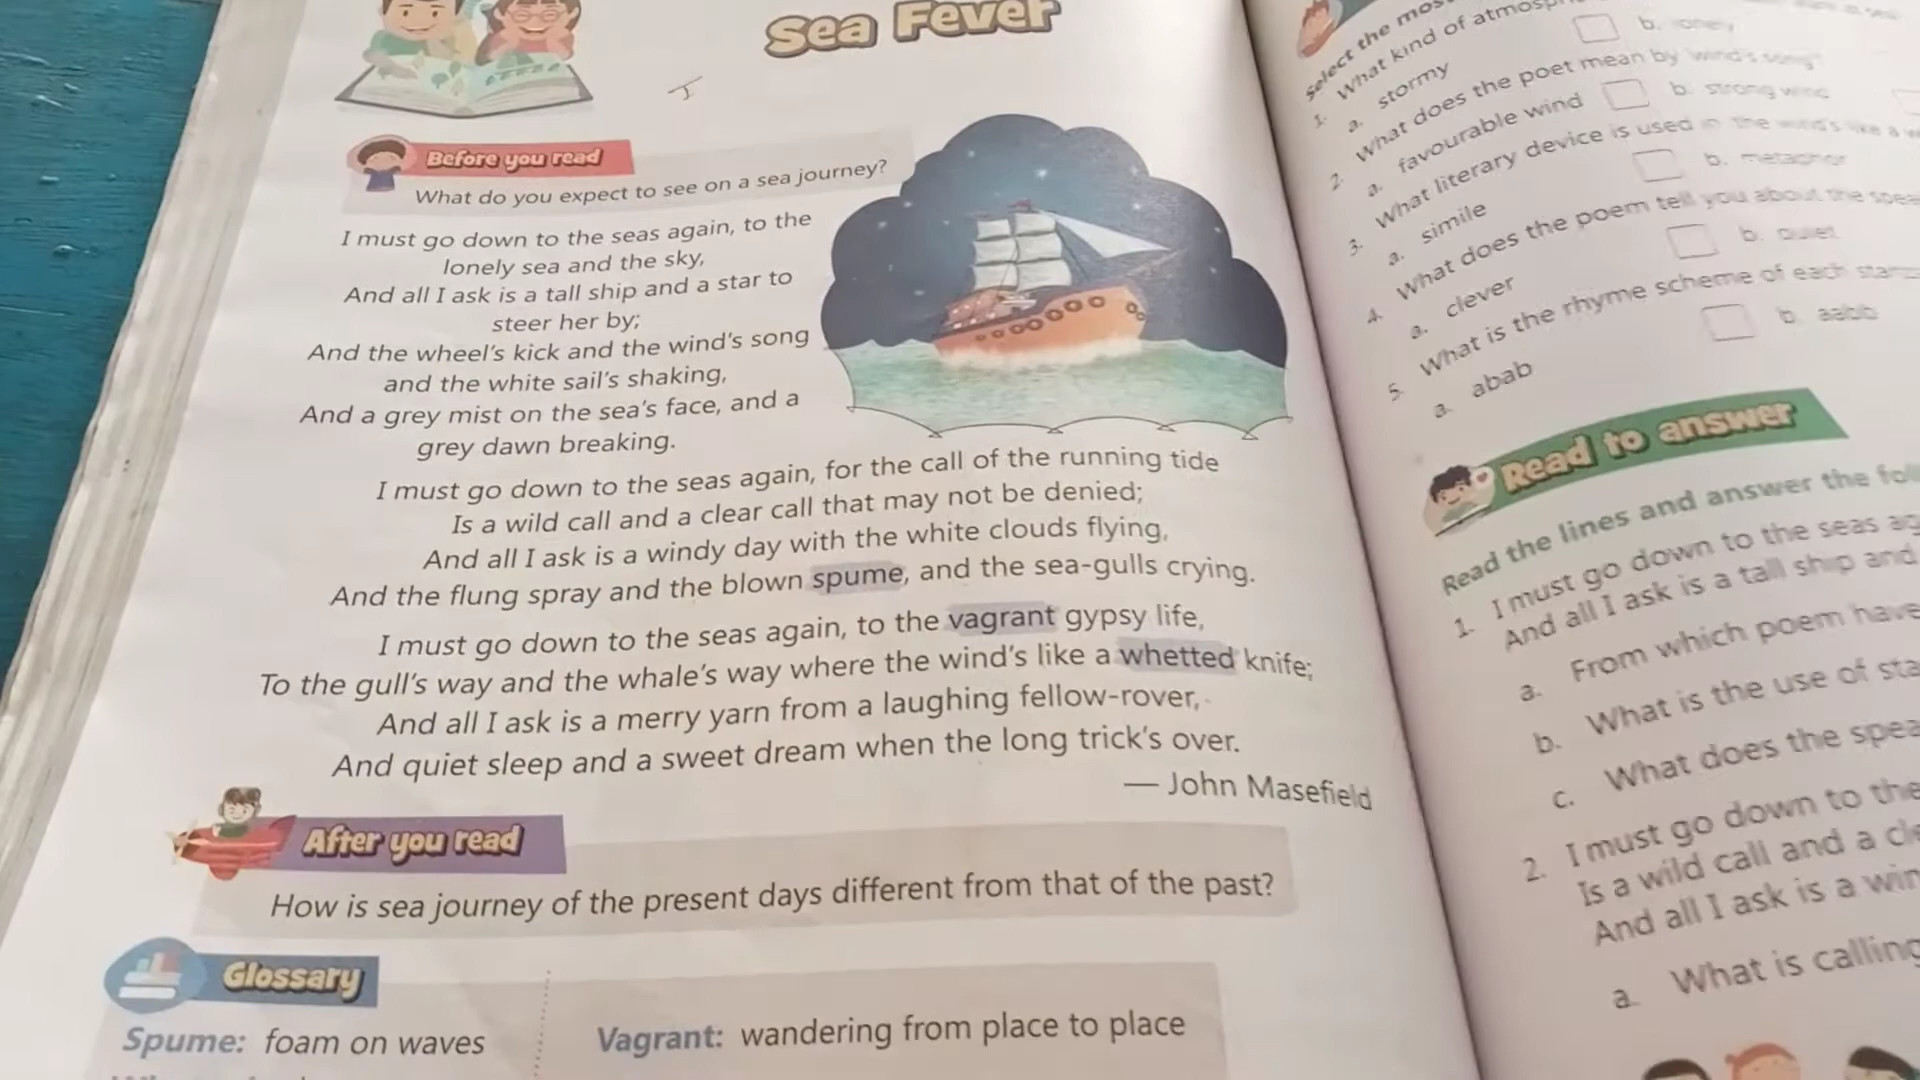 Sea Fever
Before you read
What do you expect to see on a sea journey?
I must go down to the seas again, to the
lonely sea and the sky,
And all I ask is a tall ship and a star to
steer her by;
And the wheel's kick and the wind's song
and the white sail's shaking,
And a grey mist on the sea's face, and a
grey dawn breaking.
I must go down to the seas again, for the call of the running tide
Is a wild call and a clear call that may not be denied;
And all I ask is a windy day with the white clouds flying,
And the flung spray and the blown spume, and the sea-gulls crying.
I must go down to the seas again, to the vagrant gypsy life,
To the gull's way and the whale's way where the wind's like a whetted knife;
And all I ask is a merry yarn from a laughing fellow-rover,
And quiet sleep and a sweet dream when the long trick's over.
— John Masefield
After you read
How is sea journey of the present days different from that of the past?
Glossary
Spume: foam on waves
Vagrant: wandering from place to place
Select the
1. What kind of
a. stormy b. lonely
2. What does the poet mean by 'wind's song'
a. favourable wind b. strong wind
3. What literary device is used in 'the wind's like a
a. simile b. metaphor
4. What does the poem tell you about the
a. clever b. quiet
5. What is the rhyme scheme of each
a. abab b. aabb
Read to answer
Read the lines and answer the
1. I must go down to the seas
And all I ask is a tall ship and
a. From which poem have
b. What is the use of
c. What does the
2. I must go down to the
Is a wild call and a
And all I ask is a
a. What is calling